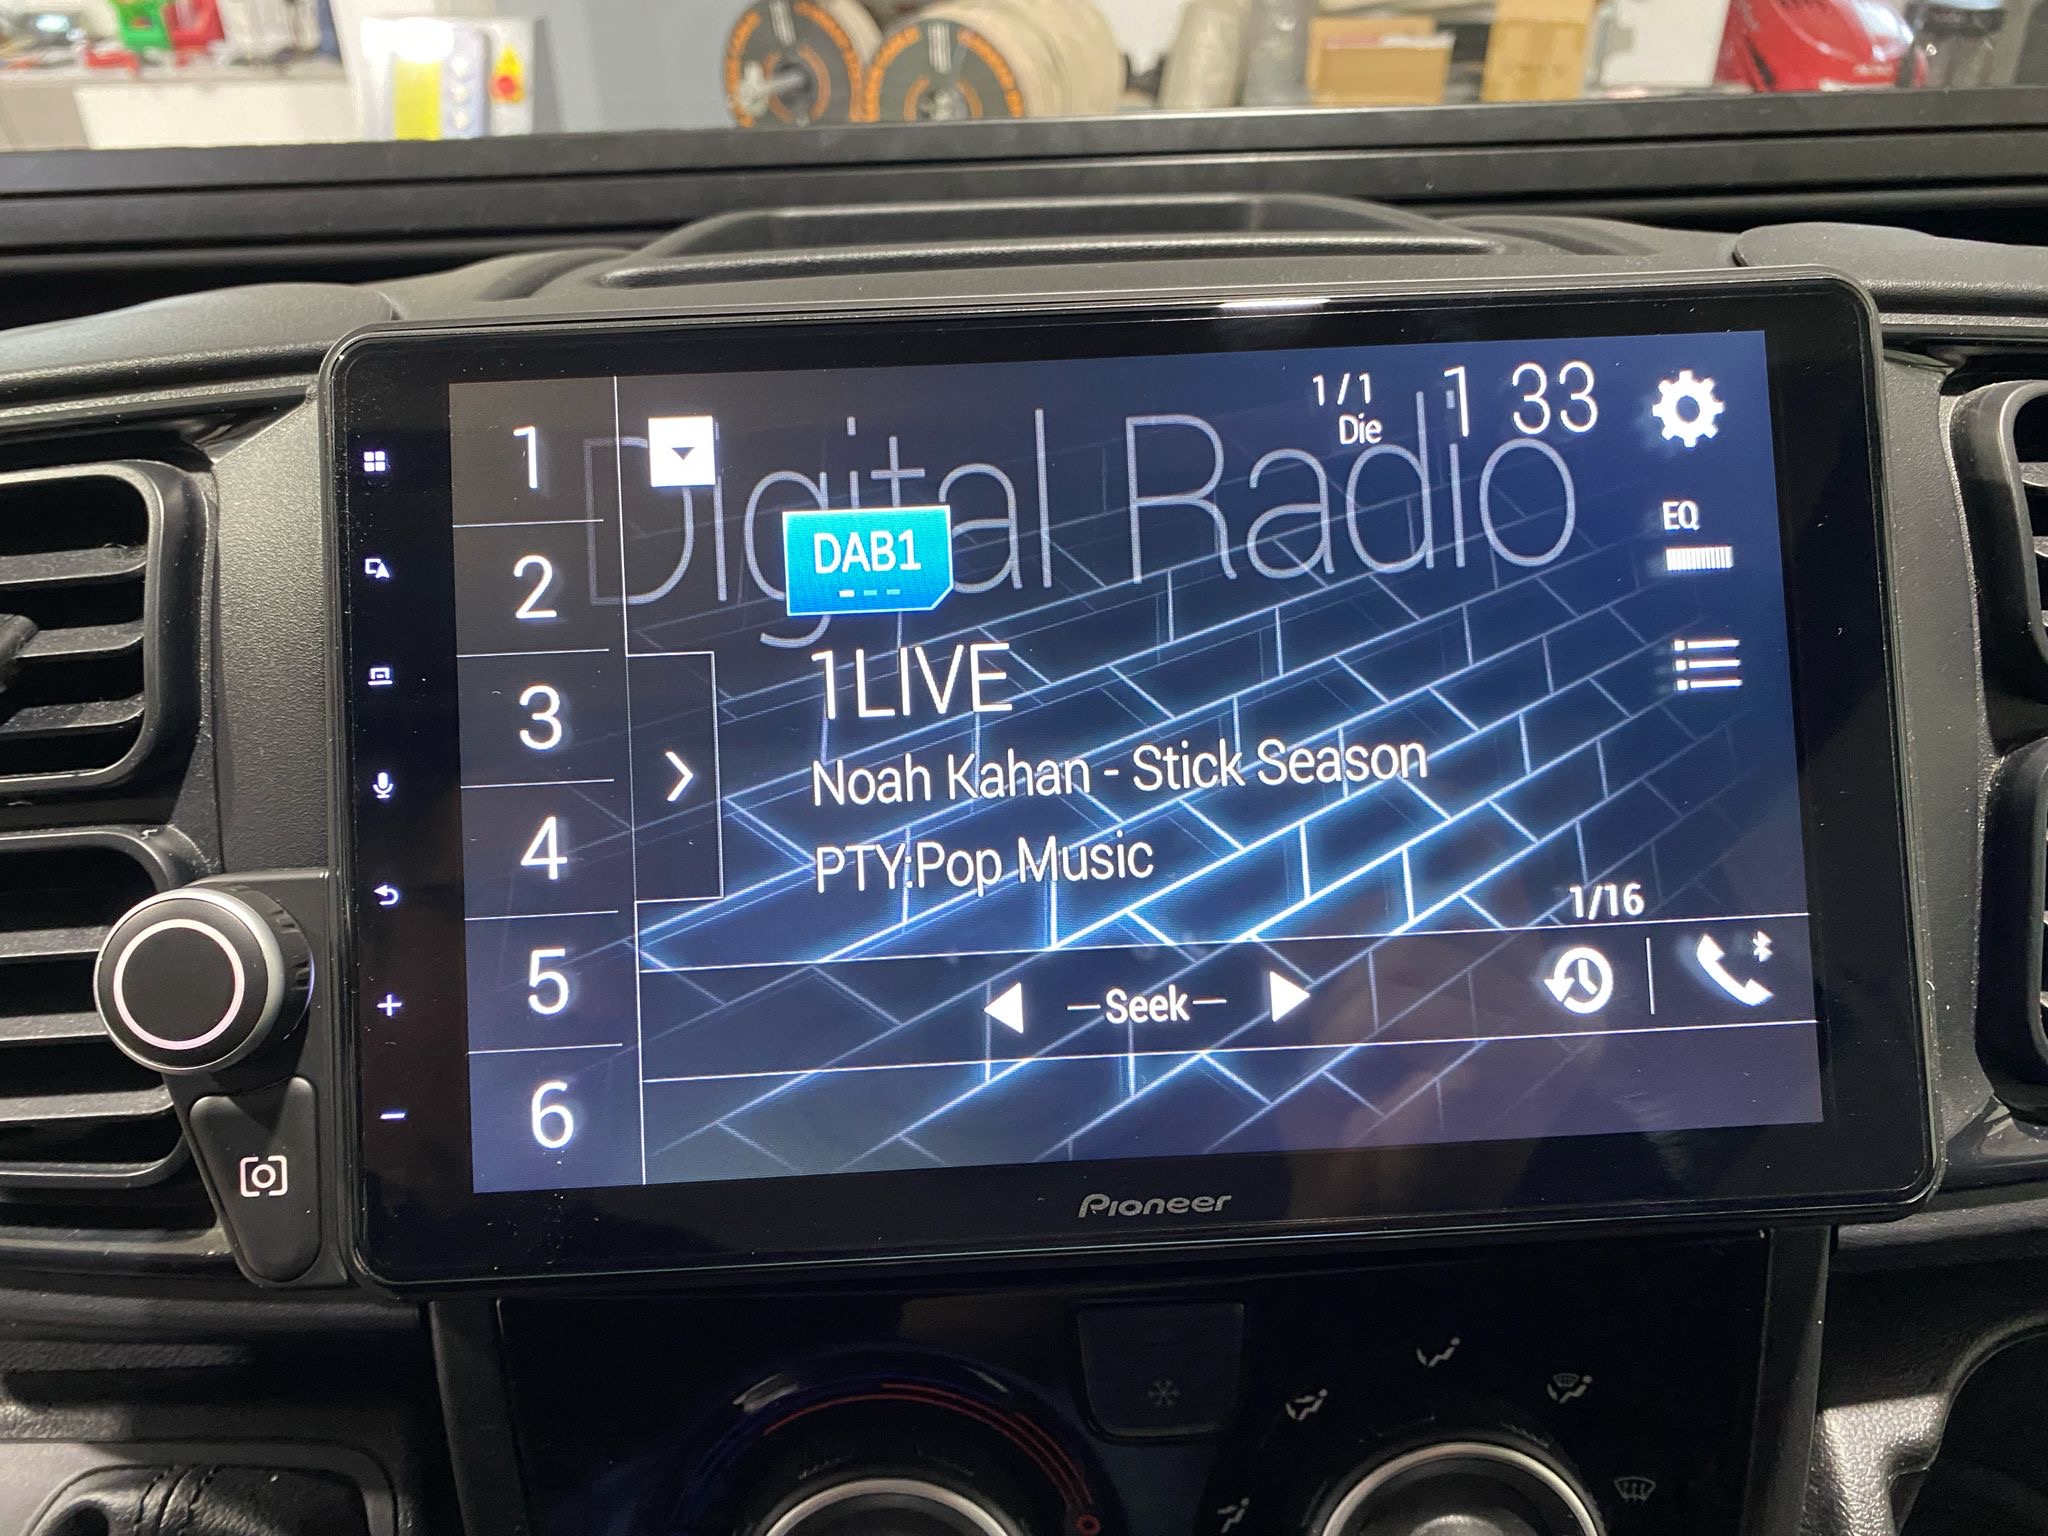 1/1
Die
1 33
Digital Radio
EQ
DAB1
1LIVE
Noah Kahan - Stick Season
PTY:Pop Music
1/16
Seek
1
2
3
4
5
6
Pioneer